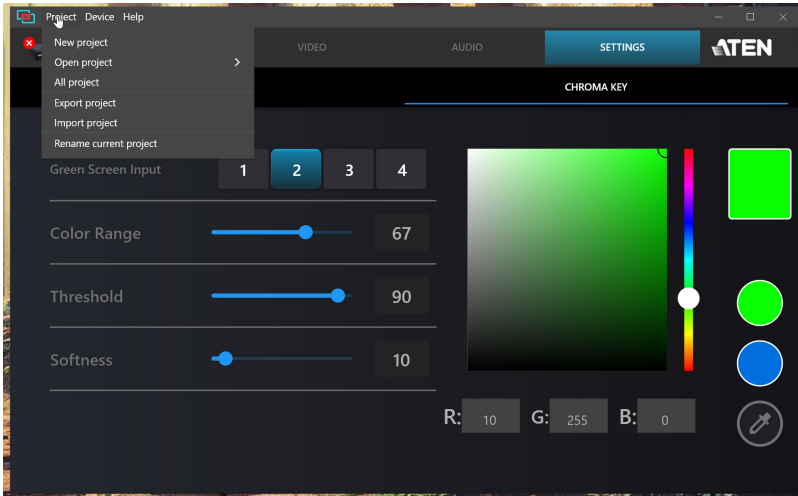 Project Device Help
VIDEO AUDIO SETTINGS ATEN
New project
Open project
All project
Export project
Import project
Rename current project
CHROMA KEY
Green Screen Input 1 2 3 4
Color Range 67
Threshold 90
Softness 10
R: 10 G: 255 B: 0